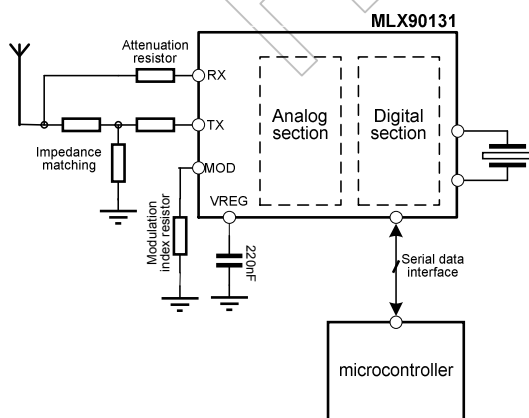 MLX90131
Attenuation
resistor
RX
TX
Impedance
matching
MOD
VREG
Analog
section
Digital
section
Modulation
index resistor
220nF
Serial data
interface
microcontroller